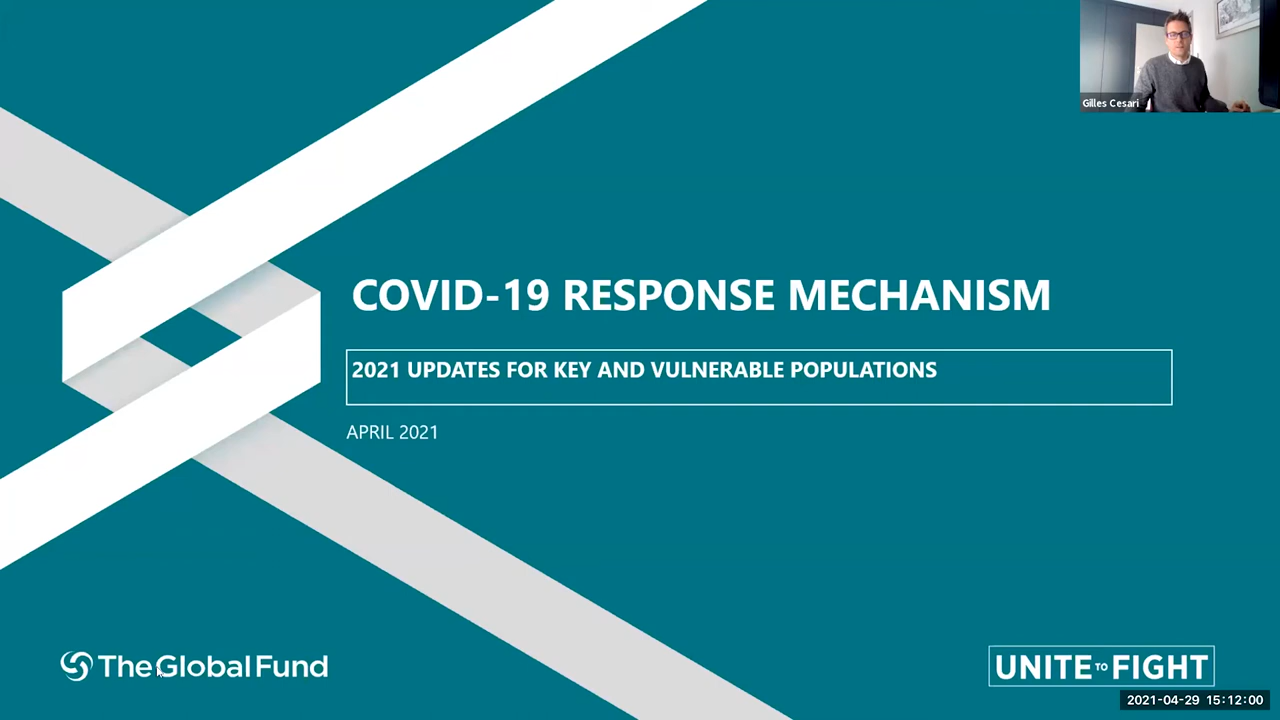 Gilles Cesari
COVID-19 RESPONSE MECHANISM
2021 UPDATES FOR KEY AND VULNERABLE POPULATIONS
APRIL 2021
The Global Fund
UNITE TO FIGHT
2021-04-29 15:12:00